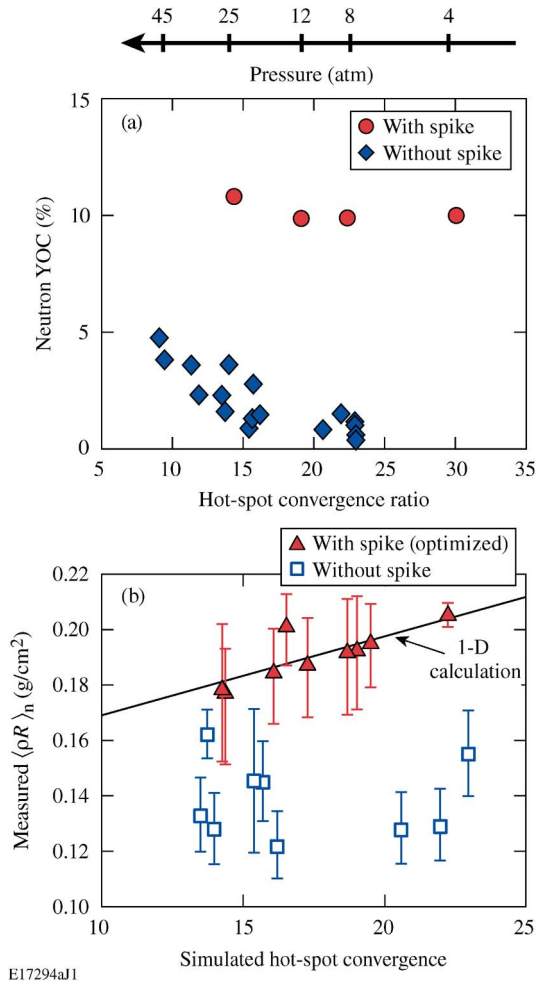 45 25 12 8 4
Pressure (atm)
15
(a)
With spike
Without spike
10
5
0
Neutron YOC (%)
5 10 15 20 25 30 35
Hot-spot convergence ratio
With spike (optimized)
Without spike
0.22
(b)
0.20
1-D
calculation
0.18
0.16
0.14
0.12
0.10
Measured ⟨ρR⟩n (g/cm2)
10 15 20 25
Simulated hot-spot convergence
E17294aJ1